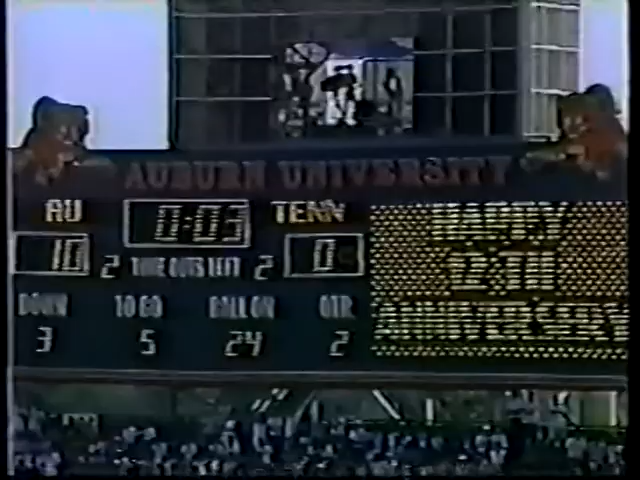 AUBURN UNIVERSITY
AU 0:03 TENN
10 2 TIME OUTS LEFT 2 0
DOWN TO GO BALL ON QTR
3 5 24 2
HAPPY
12TH
ANNIVERSARY